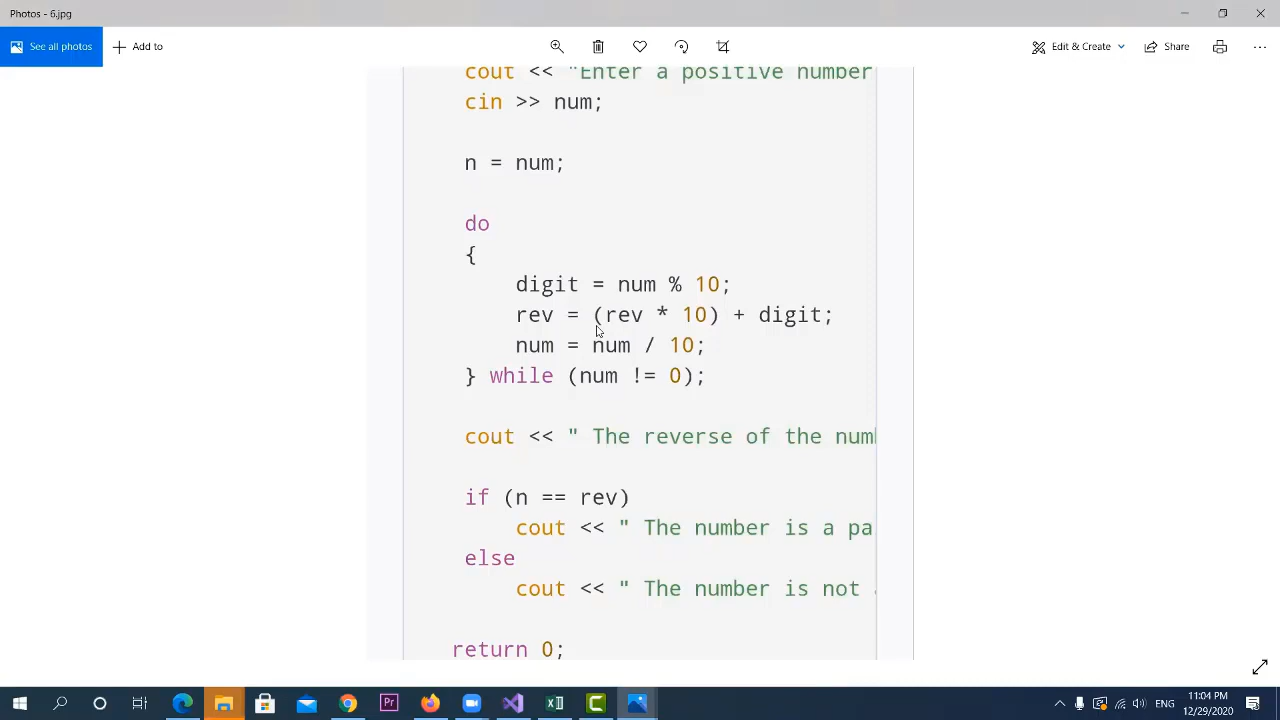 Photos - 6.jpg
See all photos
Add to
Edit & Create
Share
cout << "Enter a positive number
cin >> num;
n = num;
do
{
digit = num % 10;
rev = (rev * 10) + digit;
num = num / 10;
} while (num != 0);
cout << " The reverse of the num
if (n == rev)
cout << " The number is a pa
else
cout << " The number is not
return 0;
Pr
11:04 PM
12/29/2020